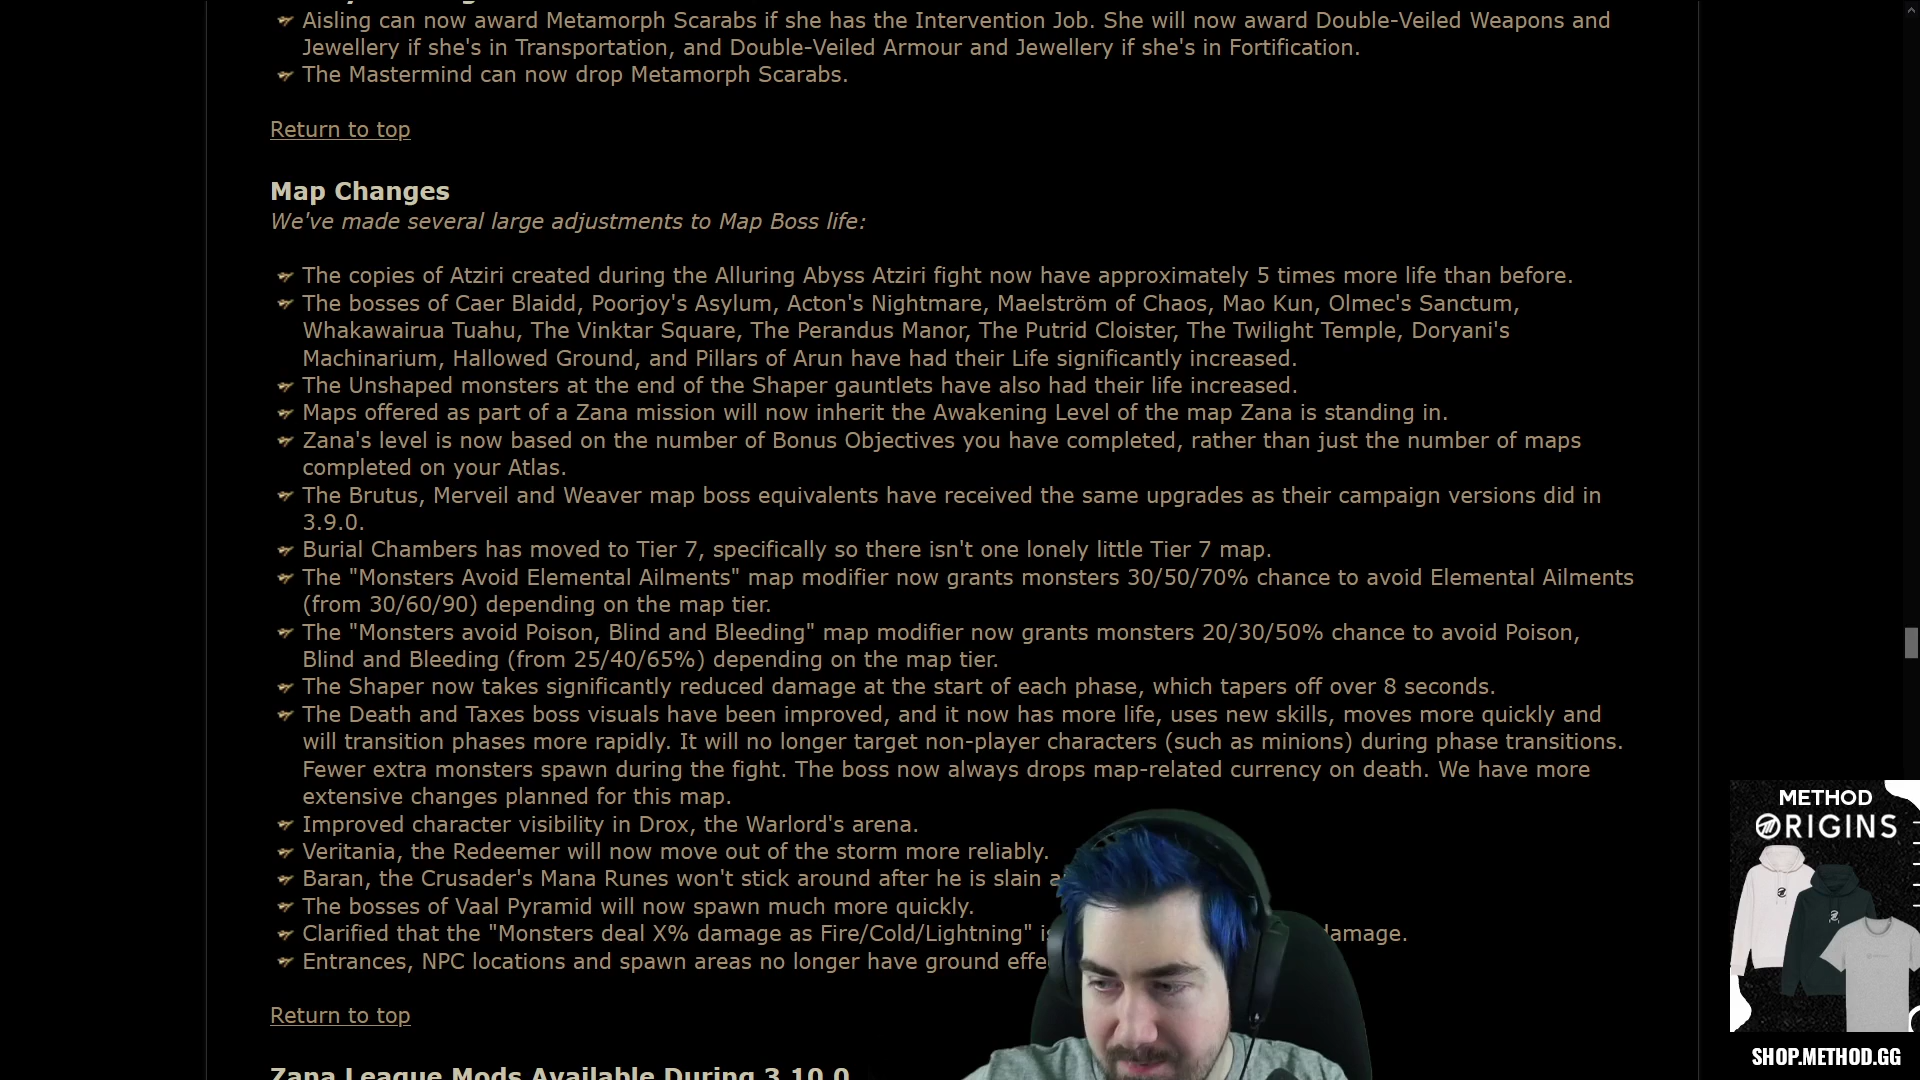 Aisling can now award Metamorph Scarabs if she has the Intervention Job. She will now award Double-Veiled Weapons and
Jewellery if she's in Transportation, and Double-Veiled Armour and Jewellery if she's in Fortification.
The Mastermind can now drop Metamorph Scarabs.
Return to top
Map Changes
We've made several large adjustments to Map Boss life:
The copies of Atziri created during the Alluring Abyss Atziri fight now have approximately 5 times more life than before.
The bosses of Caer Blaidd, Poorjoy's Asylum, Acton's Nightmare, Maelström of Chaos, Mao Kun, Olmec's Sanctum,
Whakawairua Tuahu, The Vinktar Square, The Perandus Manor, The Putrid Cloister, The Twilight Temple, Doryani's
Machinarium, Hallowed Ground, and Pillars of Arun have had their Life significantly increased.
The Unshaped monsters at the end of the Shaper gauntlets have also had their life increased.
Maps offered as part of a Zana mission will now inherit the Awakening Level of the map Zana is standing in.
Zana's level is now based on the number of Bonus Objectives you have completed, rather than just the number of maps
completed on your Atlas.
The Brutus, Merveil and Weaver map boss equivalents have received the same upgrades as their campaign versions did in
3.9.0.
Burial Chambers has moved to Tier 7, specifically so there isn't one lonely little Tier 7 map.
The "Monsters Avoid Elemental Ailments" map modifier now grants monsters 30/50/70% chance to avoid Elemental Ailments
(from 30/60/90) depending on the map tier.
The "Monsters avoid Poison, Blind and Bleeding" map modifier now grants monsters 20/30/50% chance to avoid Poison,
Blind and Bleeding (from 25/40/65%) depending on the map tier.
The Shaper now takes significantly reduced damage at the start of each phase, which tapers off over 8 seconds.
The Death and Taxes boss visuals have been improved, and it now has more life, uses new skills, moves more quickly and
will transition phases more rapidly. It will no longer target non-player characters (such as minions) during phase transitions.
Fewer extra monsters spawn during the fight. The boss now always drops map-related currency on death. We have more
extensive changes planned for this map.
Improved character visibility in Drox, the Warlord's arena.
Veritania, the Redeemer will now move out of the storm more reliably.
Baran, the Crusader's Mana Runes won't stick around after he is slain
The bosses of Vaal Pyramid will now spawn much more quickly.
Clarified that the "Monsters deal X% damage as Fire/Cold/Lightning" damage.
Entrances, NPC locations and spawn areas no longer have ground
Return to top
Zana League Mods Available During 3.10.0
METHOD
ORIGINS
SHOP.METHOD.GG